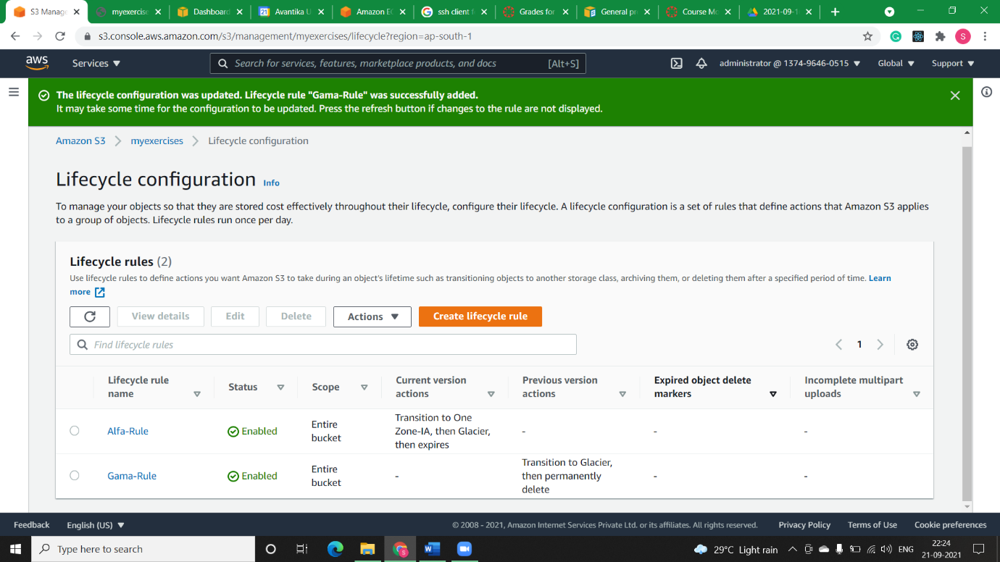 S3 Manag
myexercise
Dashboard
21
Avantika U
Amazon EC
ssh client f
Grades for
General pr
Course Mo
2021-09-1
s3.console.aws.amazon.com/s3/management/myexercises/lifecycle?region=ap-south-1
S
aws
Services
Search for services, features, marketplace products, and docs
[Alt+S]
administrator @ 1374-9646-0515
Global
Support
The lifecycle configuration was updated. Lifecycle rule "Gama-Rule" was successfully added.
It may take some time for the configuration to be updated. Press the refresh button if changes to the rule are not displayed.
Amazon S3
myexercises
Lifecycle configuration
Lifecycle configuration Info
To manage your objects so that they are stored cost effectively throughout their lifecycle, configure their lifecycle. A lifecycle configuration is a set of rules that define actions that Amazon S3 applies
to a group of objects. Lifecycle rules run once per day.
Lifecycle rules (2)
Use lifecycle rules to define actions you want Amazon S3 to take during an object's lifetime such as transitioning objects to another storage class, archiving them, or deleting them after a specified period of time. Learn
more
View details
Edit
Delete
Actions
Create lifecycle rule
Find lifecycle rules
1
Lifecycle rule
name
Status
Scope
Current version
actions
Previous version
actions
Expired object delete
markers
Incomplete multipart
uploads
Alfa-Rule
Enabled
Entire
bucket
Transition to One
Zone-IA, then Glacier,
then expires
-
-
-
Gama-Rule
Enabled
Entire
bucket
-
Transition to Glacier,
then permanently
delete
-
-
Feedback
English (US)
© 2008 - 2021, Amazon Internet Services Private Ltd. or its affiliates. All rights reserved.
Privacy Policy
Terms of Use
Cookie preferences
Type here to search
29°C Light rain
ENG
22:24
21-09-2021